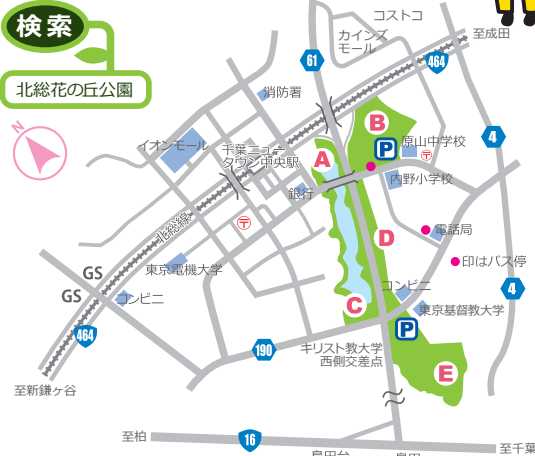 検索
北総花の丘公園
N
コストコ
カインズ
モール
至成田
61
464
消防署
4
イオンモール
千葉ニュー
タウン中央駅
A
B
P
原山中学校
〒
内野小学校
銀行
〒
北総線
D
電話局
東京電機大学
印はバス停
GS
GS
コンビニ
C
コンビニ
4
東京基督教大学
P
464
190
キリスト教大学
西側交差点
E
至新鎌ヶ谷
至柏
16
至千葉